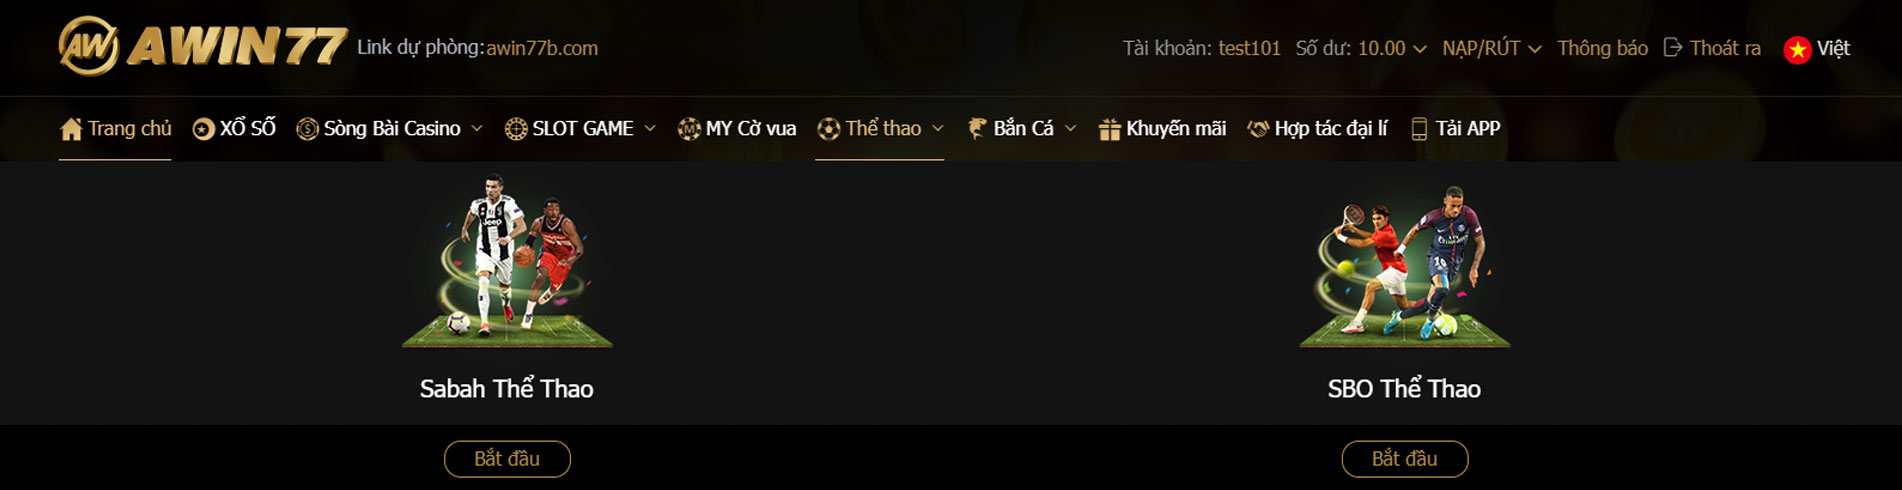 AW AWIN77 Link dự phòng: awin77b.com Tài khoản: test101 Số dư: 10.00 NẠP/RÚT Thông báo Thoát ra Việt
Trang chủ XỔ SỐ Sòng Bài Casino SLOT GAME MY Cờ vua Thể thao Bắn Cá Khuyến mãi Hợp tác đại lí Tải APP
Jeep
Sabah Thể Thao SBO Thể Thao
Bắt đầu Bắt đầu